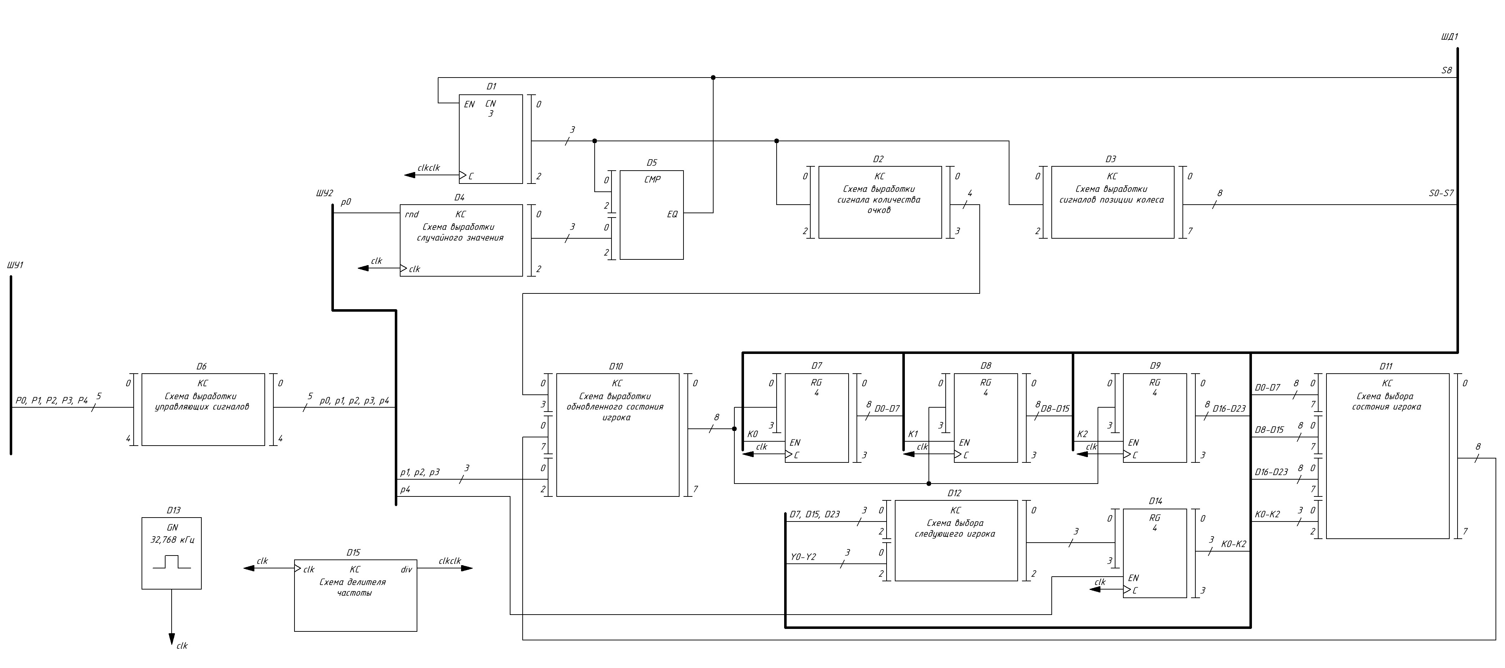 ШД1
S8
D1
EN CN
3
0
3
2
clkclk
C
D5
CMP
0
2
0
2
EQ
D2
КС
Схема выработки
сигнала количества
очков
0
2
0
4
3
D3
КС
Схема выработки
сигналов позиции колеса
0
2
0
8
7
S0-S7
ШУ2
p0
D4
rnd КС
Схема выработки
случайного значения
clk
clk
0
3
2
ШУ1
P0, P1, P2, P3, P4
5
D6
КС
Схема выработки
управляющих сигналов
0
4
0
4
5
p0, p1, p2, p3, p4
p1, p2, p3
3
p4
D10
КС
Схема выработки
обновленного состония
игрока
0
3
0
7
0
2
0
7
8
D7
RG
4
0
3
K0
EN
clk
C
0
3
8
D0-D7
D8
RG
4
0
3
K1
EN
clk
C
0
3
8
D8-D15
D9
RG
4
0
3
K2
EN
clk
C
0
3
8
D16-D23
D11
КС
Схема выбора
состония игрока
D0-D7
8
0
7
D8-D15
8
0
7
D16-D23
8
0
7
K0-K2
3
0
2
0
7
8
D12
КС
Схема выбора
следующего игрока
D7, D15, D23
3
0
2
Y0-Y2
3
0
2
0
2
3
D14
RG
4
0
3
EN
clk
C
0
3
3
K0-K2
D13
GN
32,768 кГц
clk
D15
clk
clk КС div
Схема делителя
частоты
clkclk